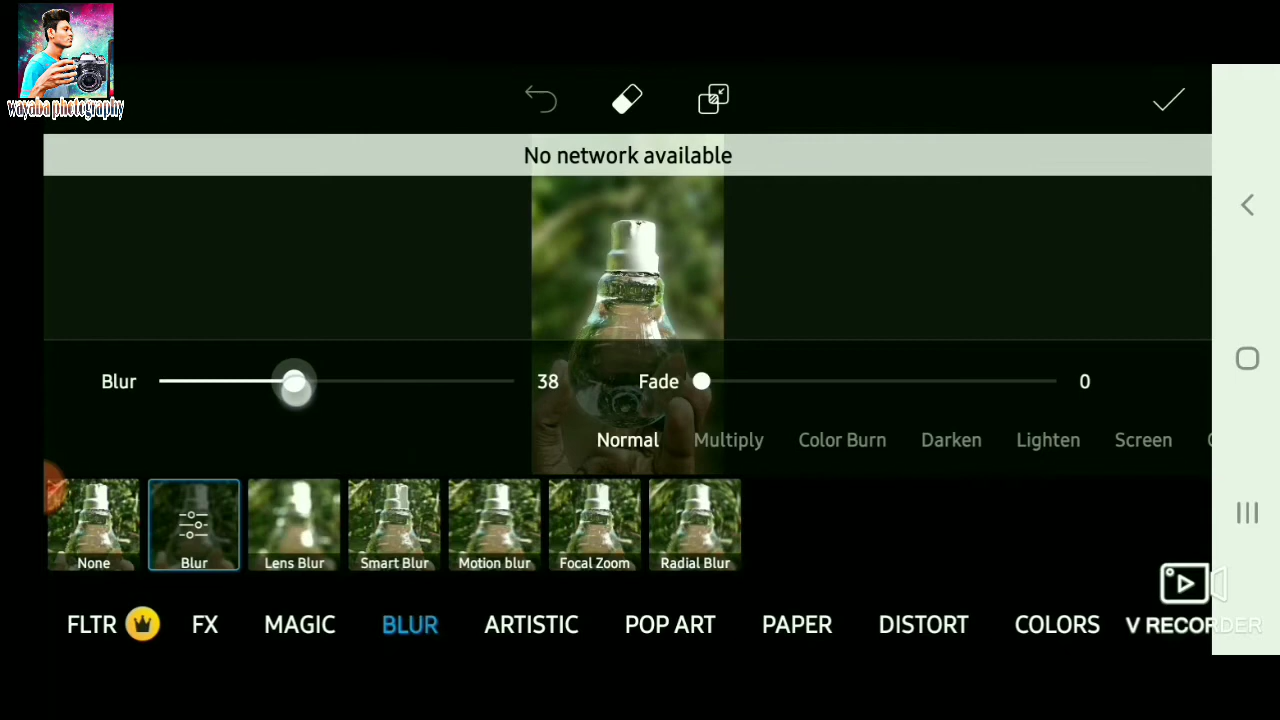 wayaba photography
No network available
Blur
38
Fade
0
Normal
Multiply
Color Burn
Darken
Lighten
Screen
None
Blur
Lens Blur
Smart Blur
Motion blur
Focal Zoom
Radial Blur
FLTR
FX
MAGIC
BLUR
ARTISTIC
POP ART
PAPER
DISTORT
COLORS
V RECORDER